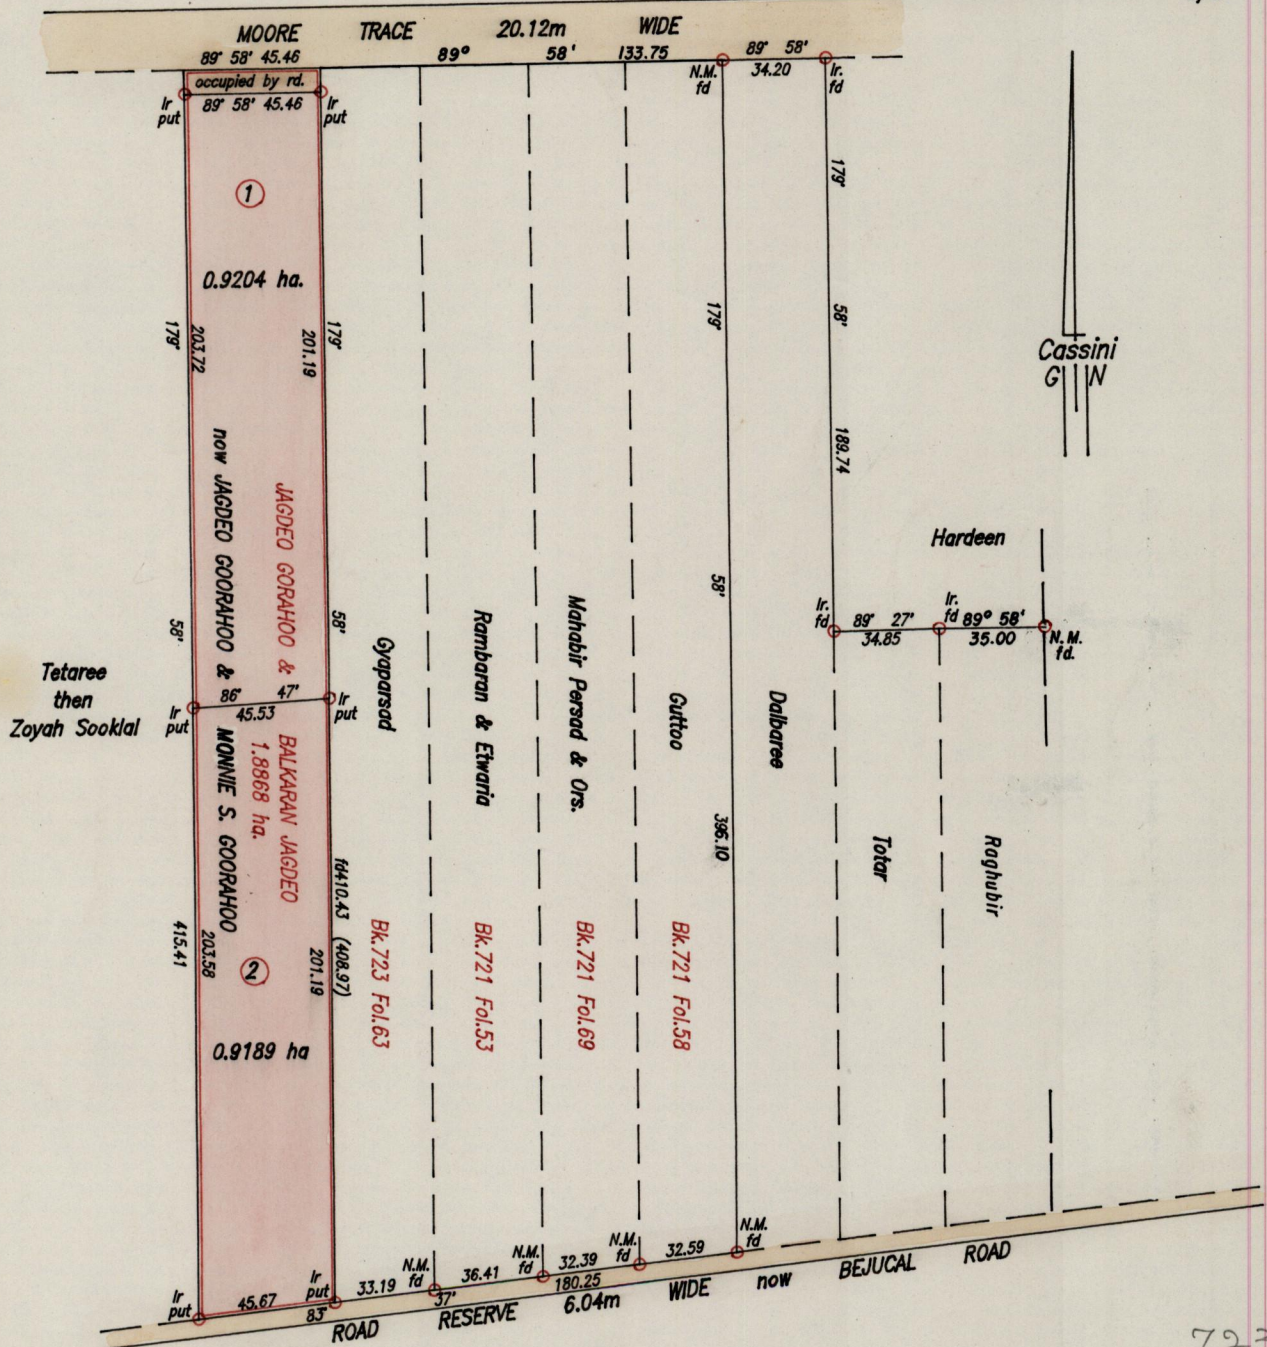 MOORE TRACE 20.12m WIDE
89° 58' 45.46
89° 58' 133.75
89° 58'
34.20
N.M. fd
Ir. fd
occupied by rd.
89° 58' 45.46
Ir put
Ir put
1
0.9204 ha.
179° 58'
203.72
201.19
179° 58'
179° 58' 396.10
179° 58' 189.74
Cassini
G N
Hardeen
now JAGDEO GOORAHOO & MONNIE S. GOORAHOO
JAGDEO GORAHOO & BALKARAN JAGDEO
1.8868 ha.
Tetaree
then
Zoyah Sooklal
86° 47'
45.53
Ir put
Ir put
Gyaparsad
Rambaran & Etwaria
Mahabir Persad & Ors.
Guttoo
Dalbaree
Ir. fd
89° 27'
34.85
Ir. fd
89° 58'
35.00
N.M. fd.
Totar
Raghubir
415.41
203.58
2
201.19
fd410.43 (408.97)
0.9189 ha
Bk.723 Fol.63
Bk.721 Fol.53
Bk.721 Fol.69
Bk.721 Fol.58
Ir put
45.67
Ir put
33.19
N.M. fd
36.41
N.M. fd
32.39
N.M. fd
32.59
N.M. fd
83° 37' 180.25
ROAD RESERVE 6.04m WIDE now BEJUCAL ROAD